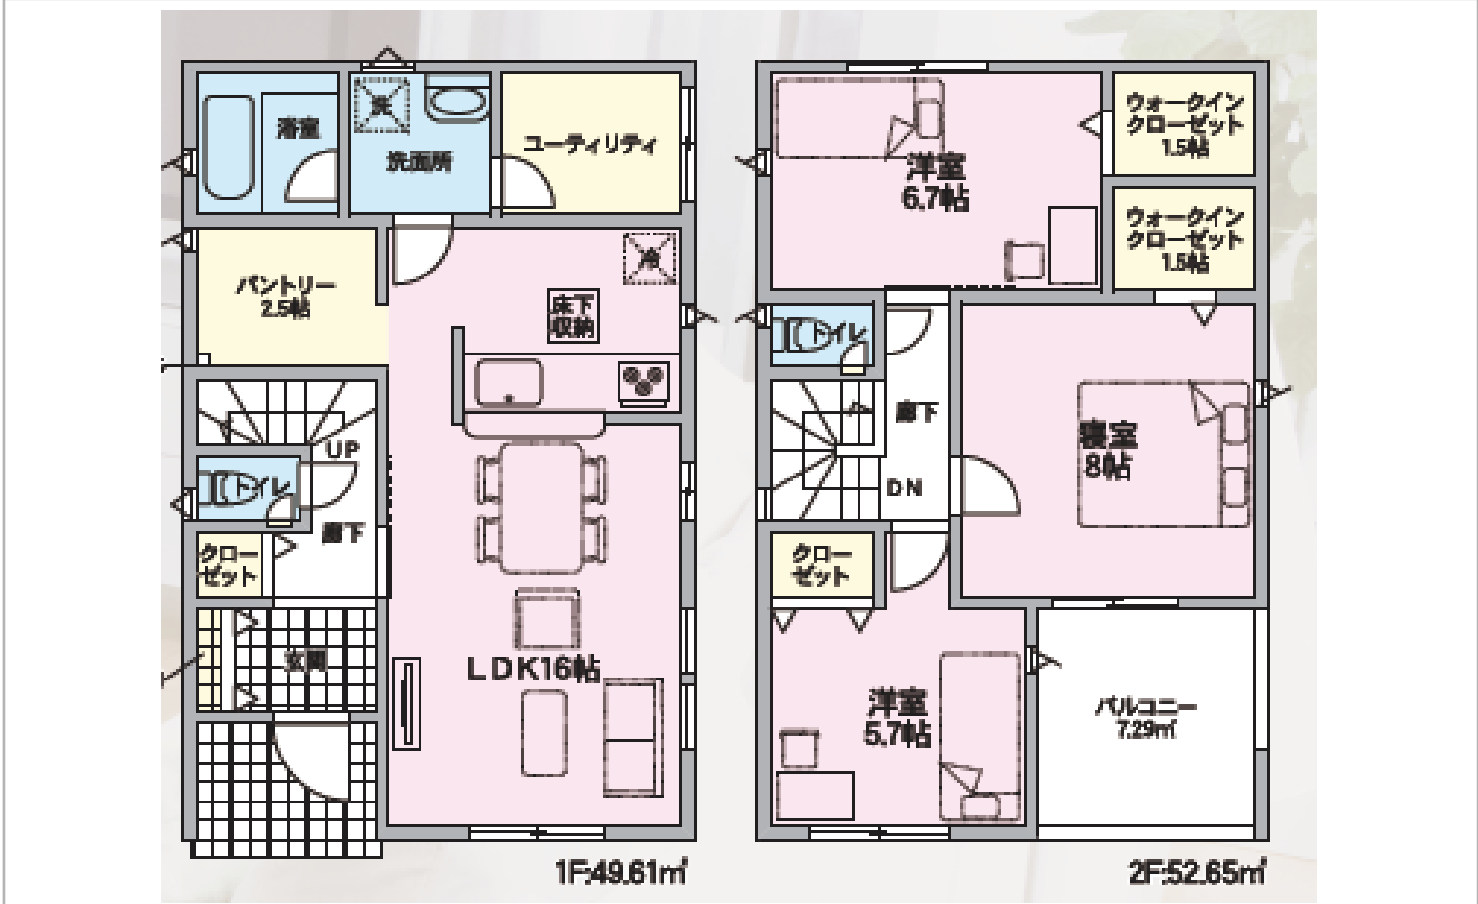 浴室
洗
洗面所
ユーティリティ
パントリー
2.5帖
冷
床下
収納
UP
トイレ
廊下
クロー
ゼット
玄関
LDK16帖
1F:49.61㎡
洋室
6.7帖
ウォークイン
クローゼット
1.5帖
ウォークイン
クローゼット
1.5帖
トイレ
廊下
DN
寝室
8帖
クロー
ゼット
洋室
5.7帖
バルコニー
7.29㎡
2F:52.65㎡